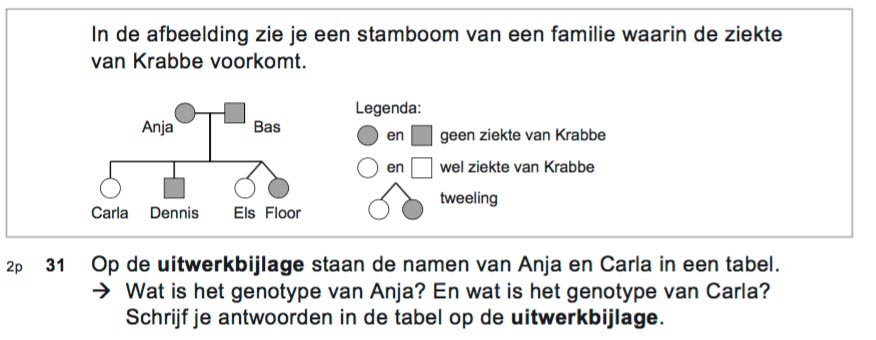 In de afbeelding zie je een stamboom van een familie waarin de ziekte
van Krabbe voorkomt.
Anja
Bas
Carla Dennis Els Floor
Legenda:
en geen ziekte van Krabbe
en wel ziekte van Krabbe
tweeling
2p 31 Op de uitwerkbijlage staan de namen van Anja en Carla in een tabel.
→ Wat is het genotype van Anja? En wat is het genotype van Carla?
Schrijf je antwoorden in de tabel op de uitwerkbijlage.